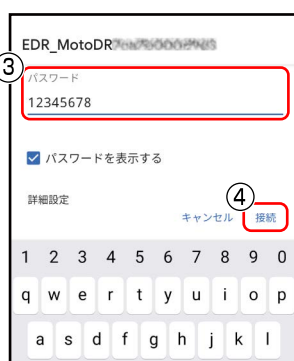 EDR_MotoDR
③
パスワード
12345678
パスワードを表示する
詳細設定
④
キャンセル 接続
1 2 3 4 5 6 7 8 9 0
q w e r t y u i o p
a s d f g h j k l